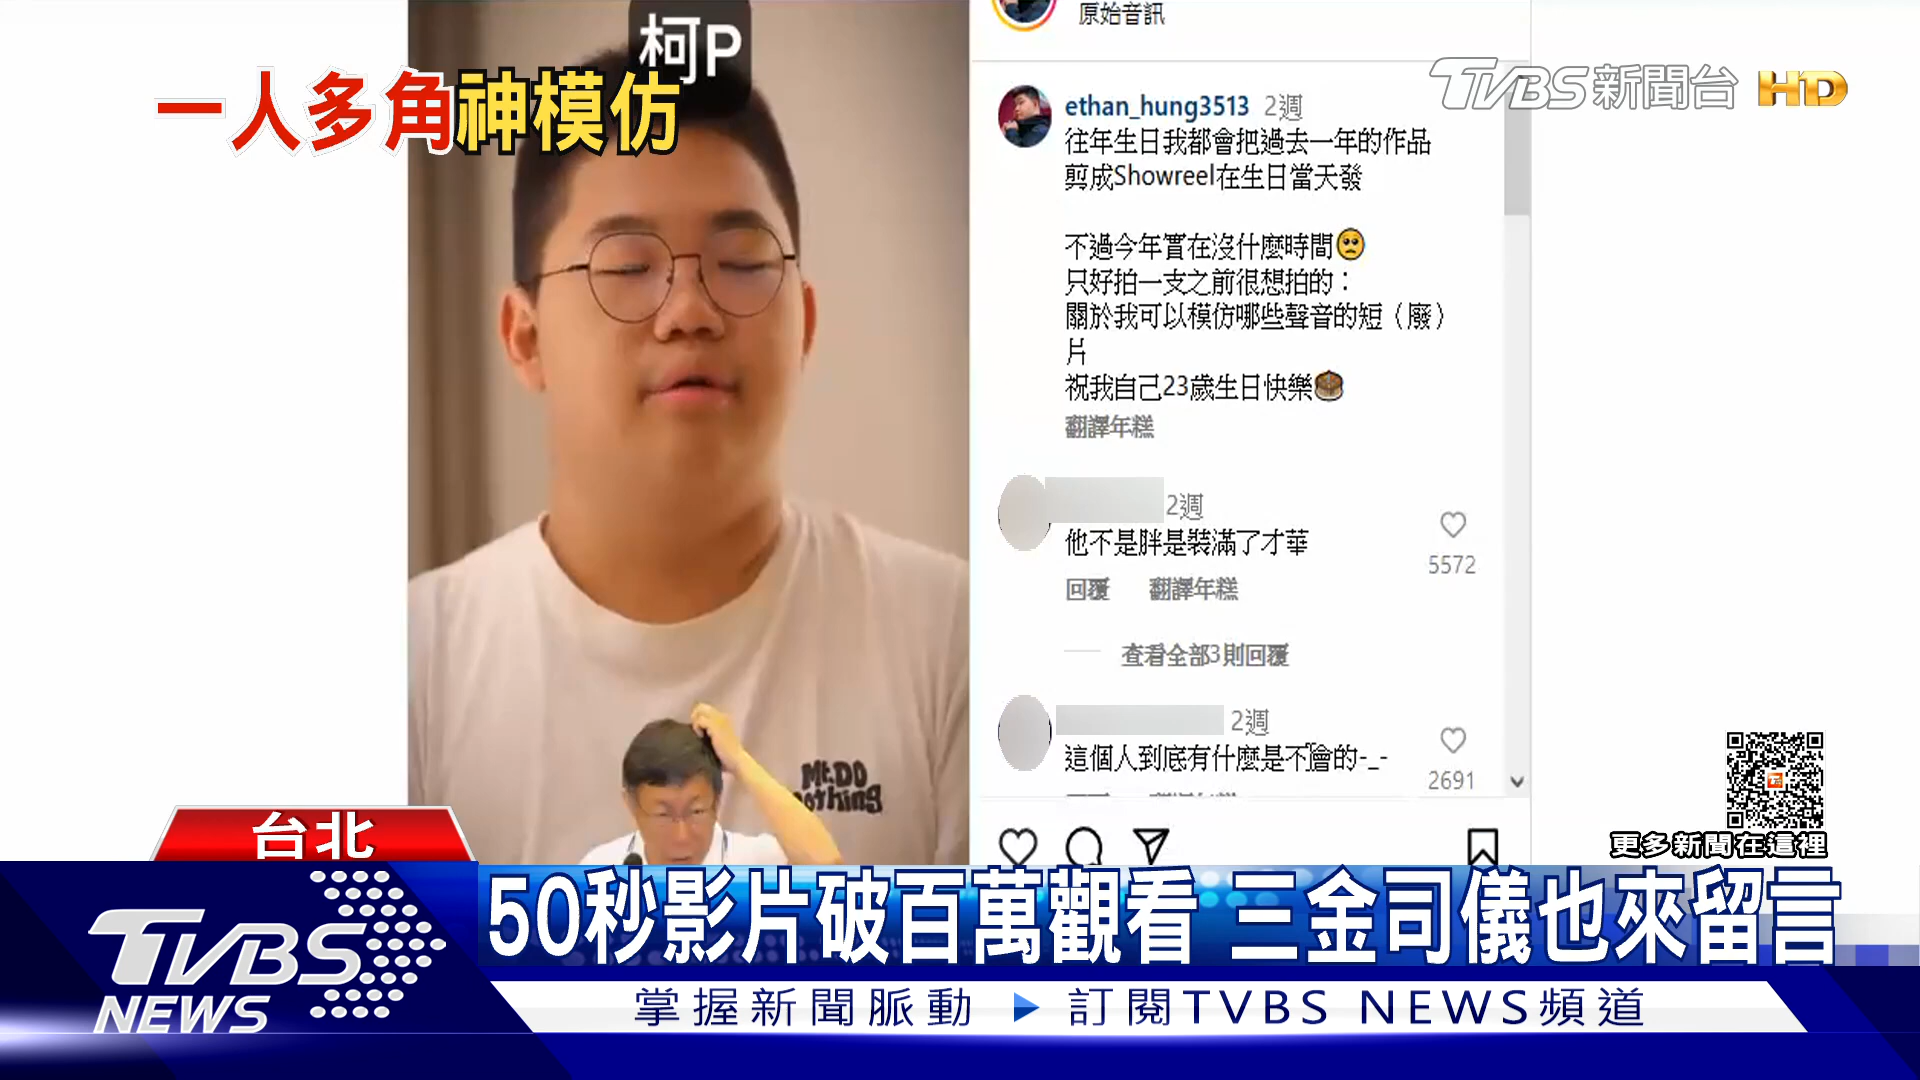 柯P
一人多角神模仿
原始音訊
TVBS新聞台 HD
ethan_hung3513 2週
往年生日我都會把過去一年的作品
剪成Showreel在生日當天發
不過今年實在沒什麼時間🥺
只好拍一支之前很想拍的：
關於我可以模仿哪些聲音的短（廢）
片
祝我自己23歲生日快樂🎂
翻譯年糕
2週
他不是胖是裝滿了才華
5572
回覆 翻譯年糕
查看全部3則回覆
2週
這個人到底有什麼是不會的-_-
2691
Mt.DO
nothing
更多新聞在這裡
台北
50秒影片破百萬觀看 三金司儀也來留言
TVBS
NEWS
掌握新聞脈動 ▶ 訂閱TVBS NEWS頻道